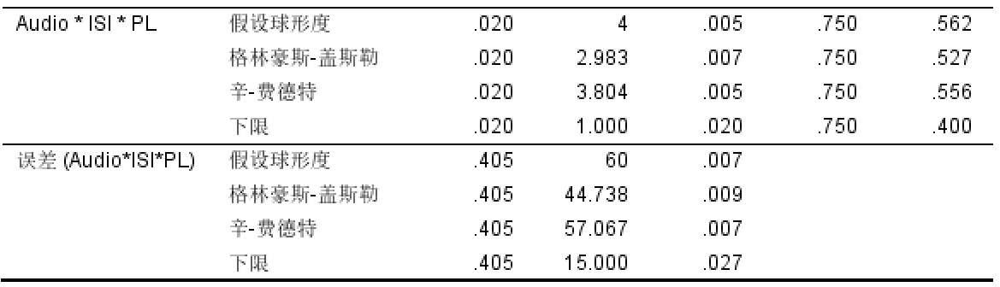 Audio * ISI * PL 假设球形度 .020 4 .005 .750 .562
格林豪斯-盖斯勒 .020 2.983 .007 .750 .527
辛-费德特 .020 3.804 .005 .750 .556
下限 .020 1.000 .020 .750 .400
误差 (Audio*ISI*PL) 假设球形度 .405 60 .007
格林豪斯-盖斯勒 .405 44.738 .009
辛-费德特 .405 57.067 .007
下限 .405 15.000 .027